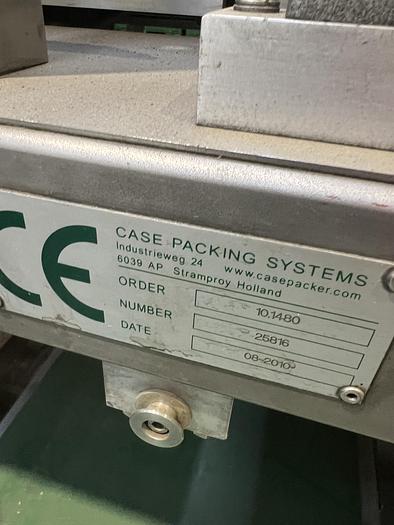 CE
CASE PACKING SYSTEMS
Industrieweg 24 www.casepacker.com
6039 AP Stramproy Holland
ORDER 10.1480
NUMBER 25816
DATE 08-2010